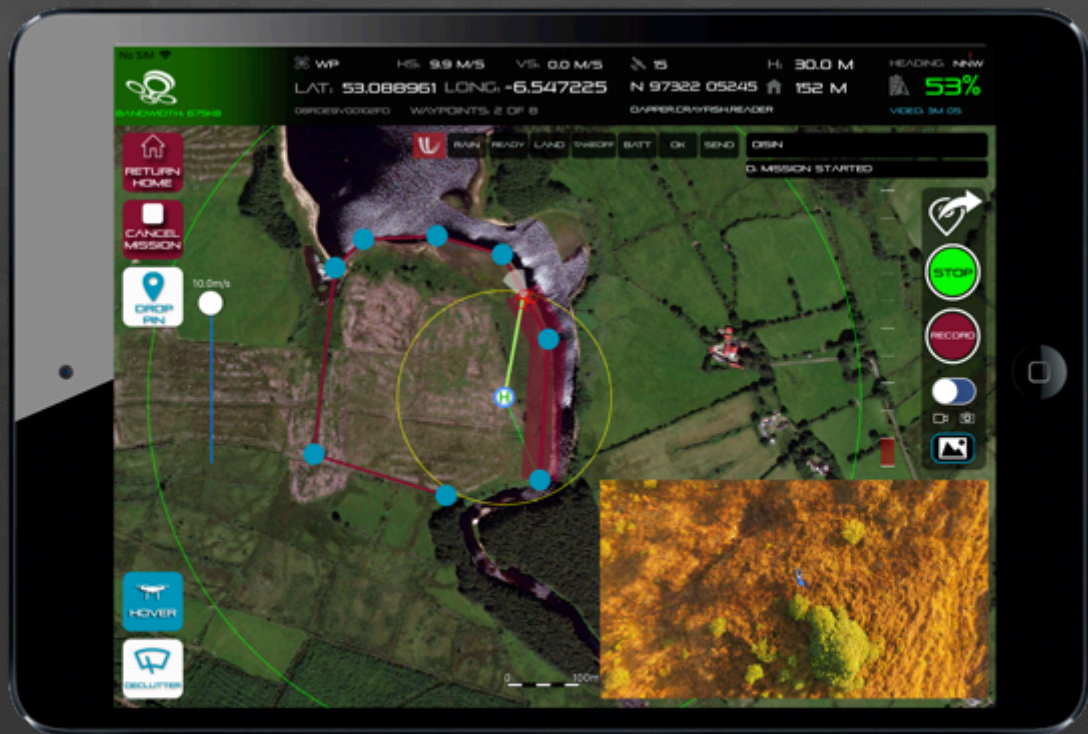 No SIM
WP HS: 9.9 M/S VS: 0.0 M/S 15 H: 30.0 M HEADING: NNW
LAT: 53.088961 LONG: -6.547225 N 97322 05245 152 M 53%
BANDWIDTH: 675KB WAYPOINTS: 2 OF 8 DAPPER.CRAYFISH.READER VIDEO: 3M 0S
RAIN READY LAND TAKEOFF BATT OK SEND OISIN
D: MISSION STARTED
RETURN
HOME
CANCEL
MISSION
DROP
PIN
10.0m/s
STOP
RECORD
H
HOVER
DECLUTTER
0 100m